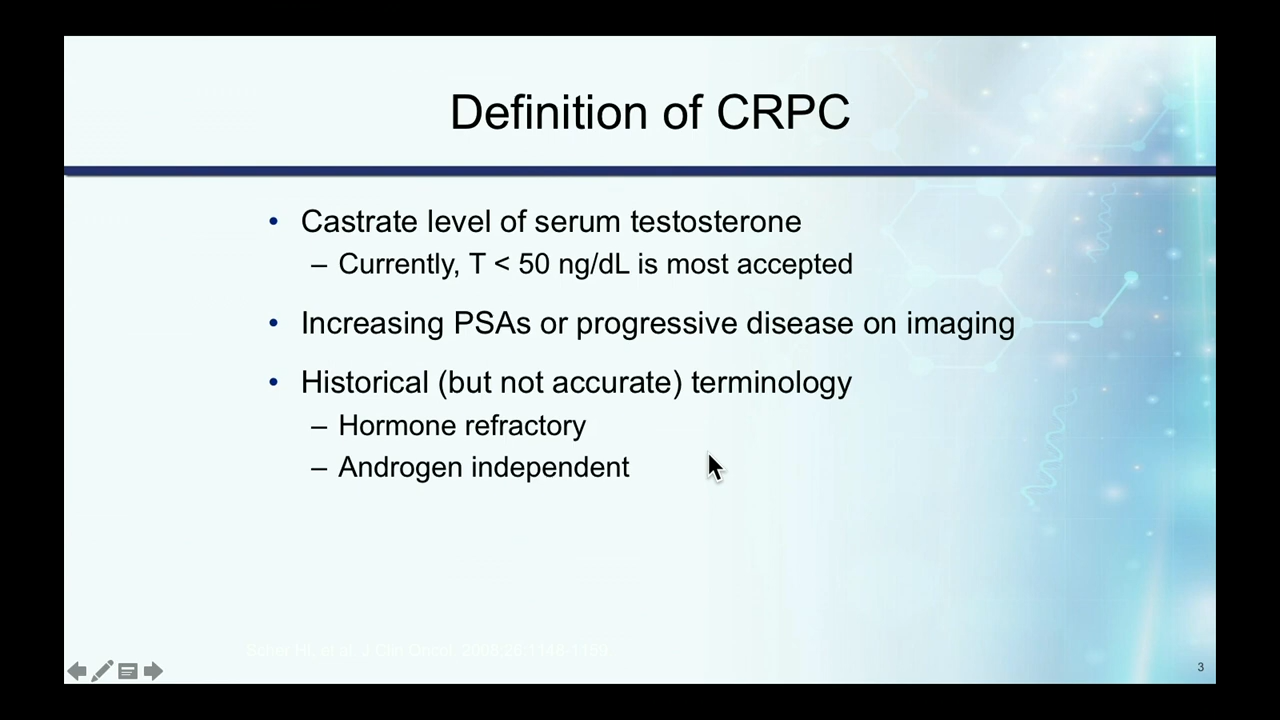 Definition of CRPC
• Castrate level of serum testosterone
– Currently, T < 50 ng/dL is most accepted
• Increasing PSAs or progressive disease on imaging
• Historical (but not accurate) terminology
– Hormone refractory
– Androgen independent
Scher HI, et al. J Clin Oncol. 2008;26:1148-1159.
3